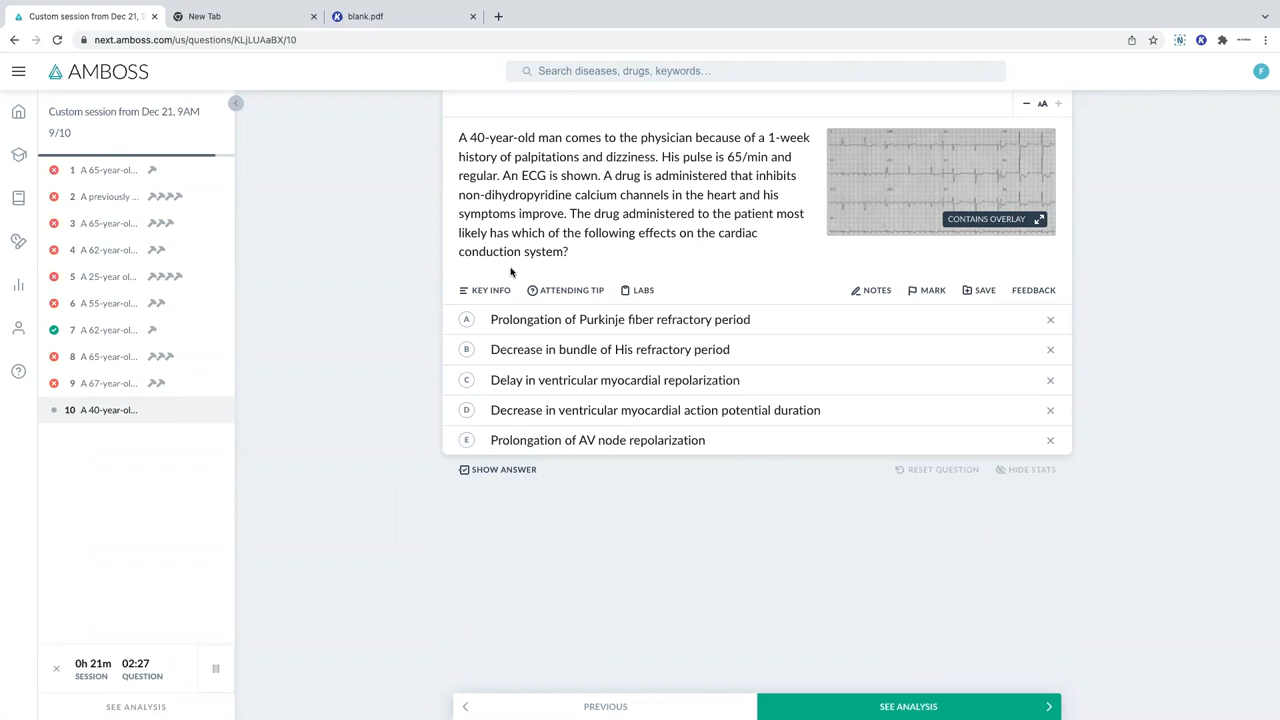 Custom session from Dec 21, 9
New Tab
blank.pdf
next.amboss.com/us/questions/KLjLUAaBX/10
AMBOSS
Search diseases, drugs, keywords…
F
Custom session from Dec 21, 9AM
9/10
1 A 65-year-ol...
2 A previously ...
3 A 65-year-ol...
4 A 62-year-ol...
5 A 25 year ol...
6 A 55-year-ol...
7 A 62-year-ol...
8 A 65-year-ol...
9 A 67-year-ol...
10 A 40-year-ol...
0h 21m
SESSION
02:27
QUESTION
SEE ANALYSIS
AA
A 40-year-old man comes to the physician because of a 1-week
history of palpitations and dizziness. His pulse is 65/min and
regular. An ECG is shown. A drug is administered that inhibits
non-dihydropyridine calcium channels in the heart and his
symptoms improve. The drug administered to the patient most
likely has which of the following effects on the cardiac
conduction system?
CONTAINS OVERLAY
KEY INFO
ATTENDING TIP
LABS
NOTES
MARK
SAVE
FEEDBACK
A Prolongation of Purkinje fiber refractory period
B Decrease in bundle of His refractory period
C Delay in ventricular myocardial repolarization
D Decrease in ventricular myocardial action potential duration
E Prolongation of AV node repolarization
SHOW ANSWER
RESET QUESTION
HIDE STATS
PREVIOUS
SEE ANALYSIS